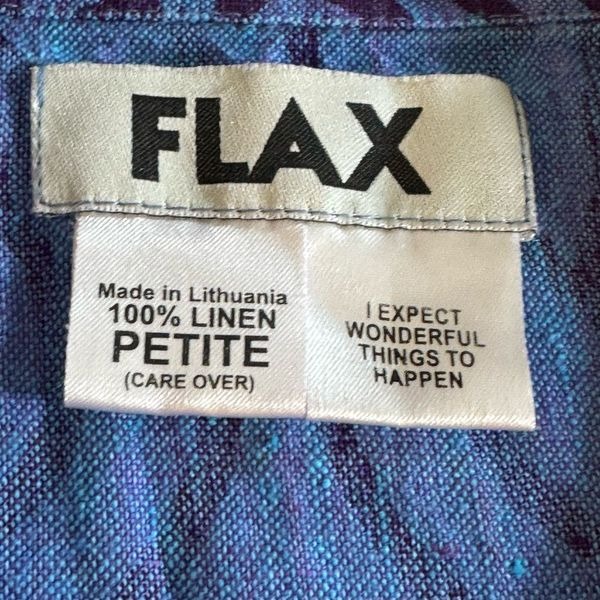 FLAX
Made in Lithuania
100% LINEN
PETITE
(CARE OVER)
I EXPECT
WONDERFUL
THINGS TO
HAPPEN